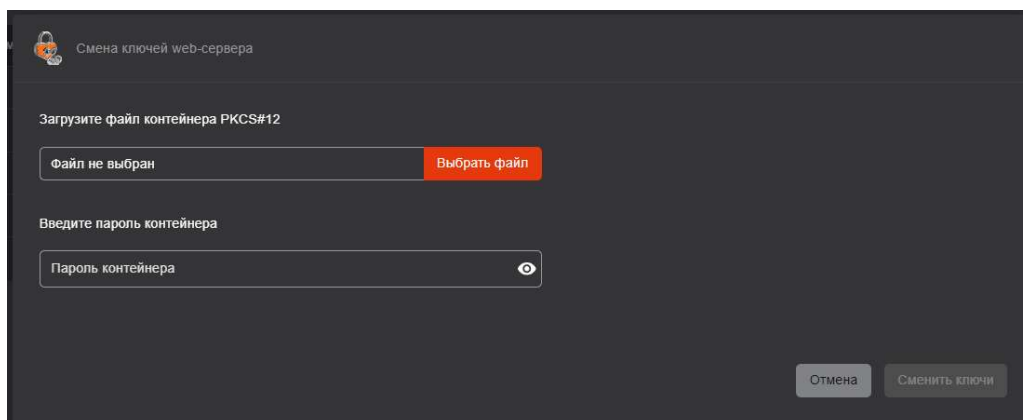 Смена ключей web-сервера
Загрузите файл контейнера PKCS#12
Файл не выбран
Выбрать файл
Введите пароль контейнера
Пароль контейнера
Отмена
Сменить ключи